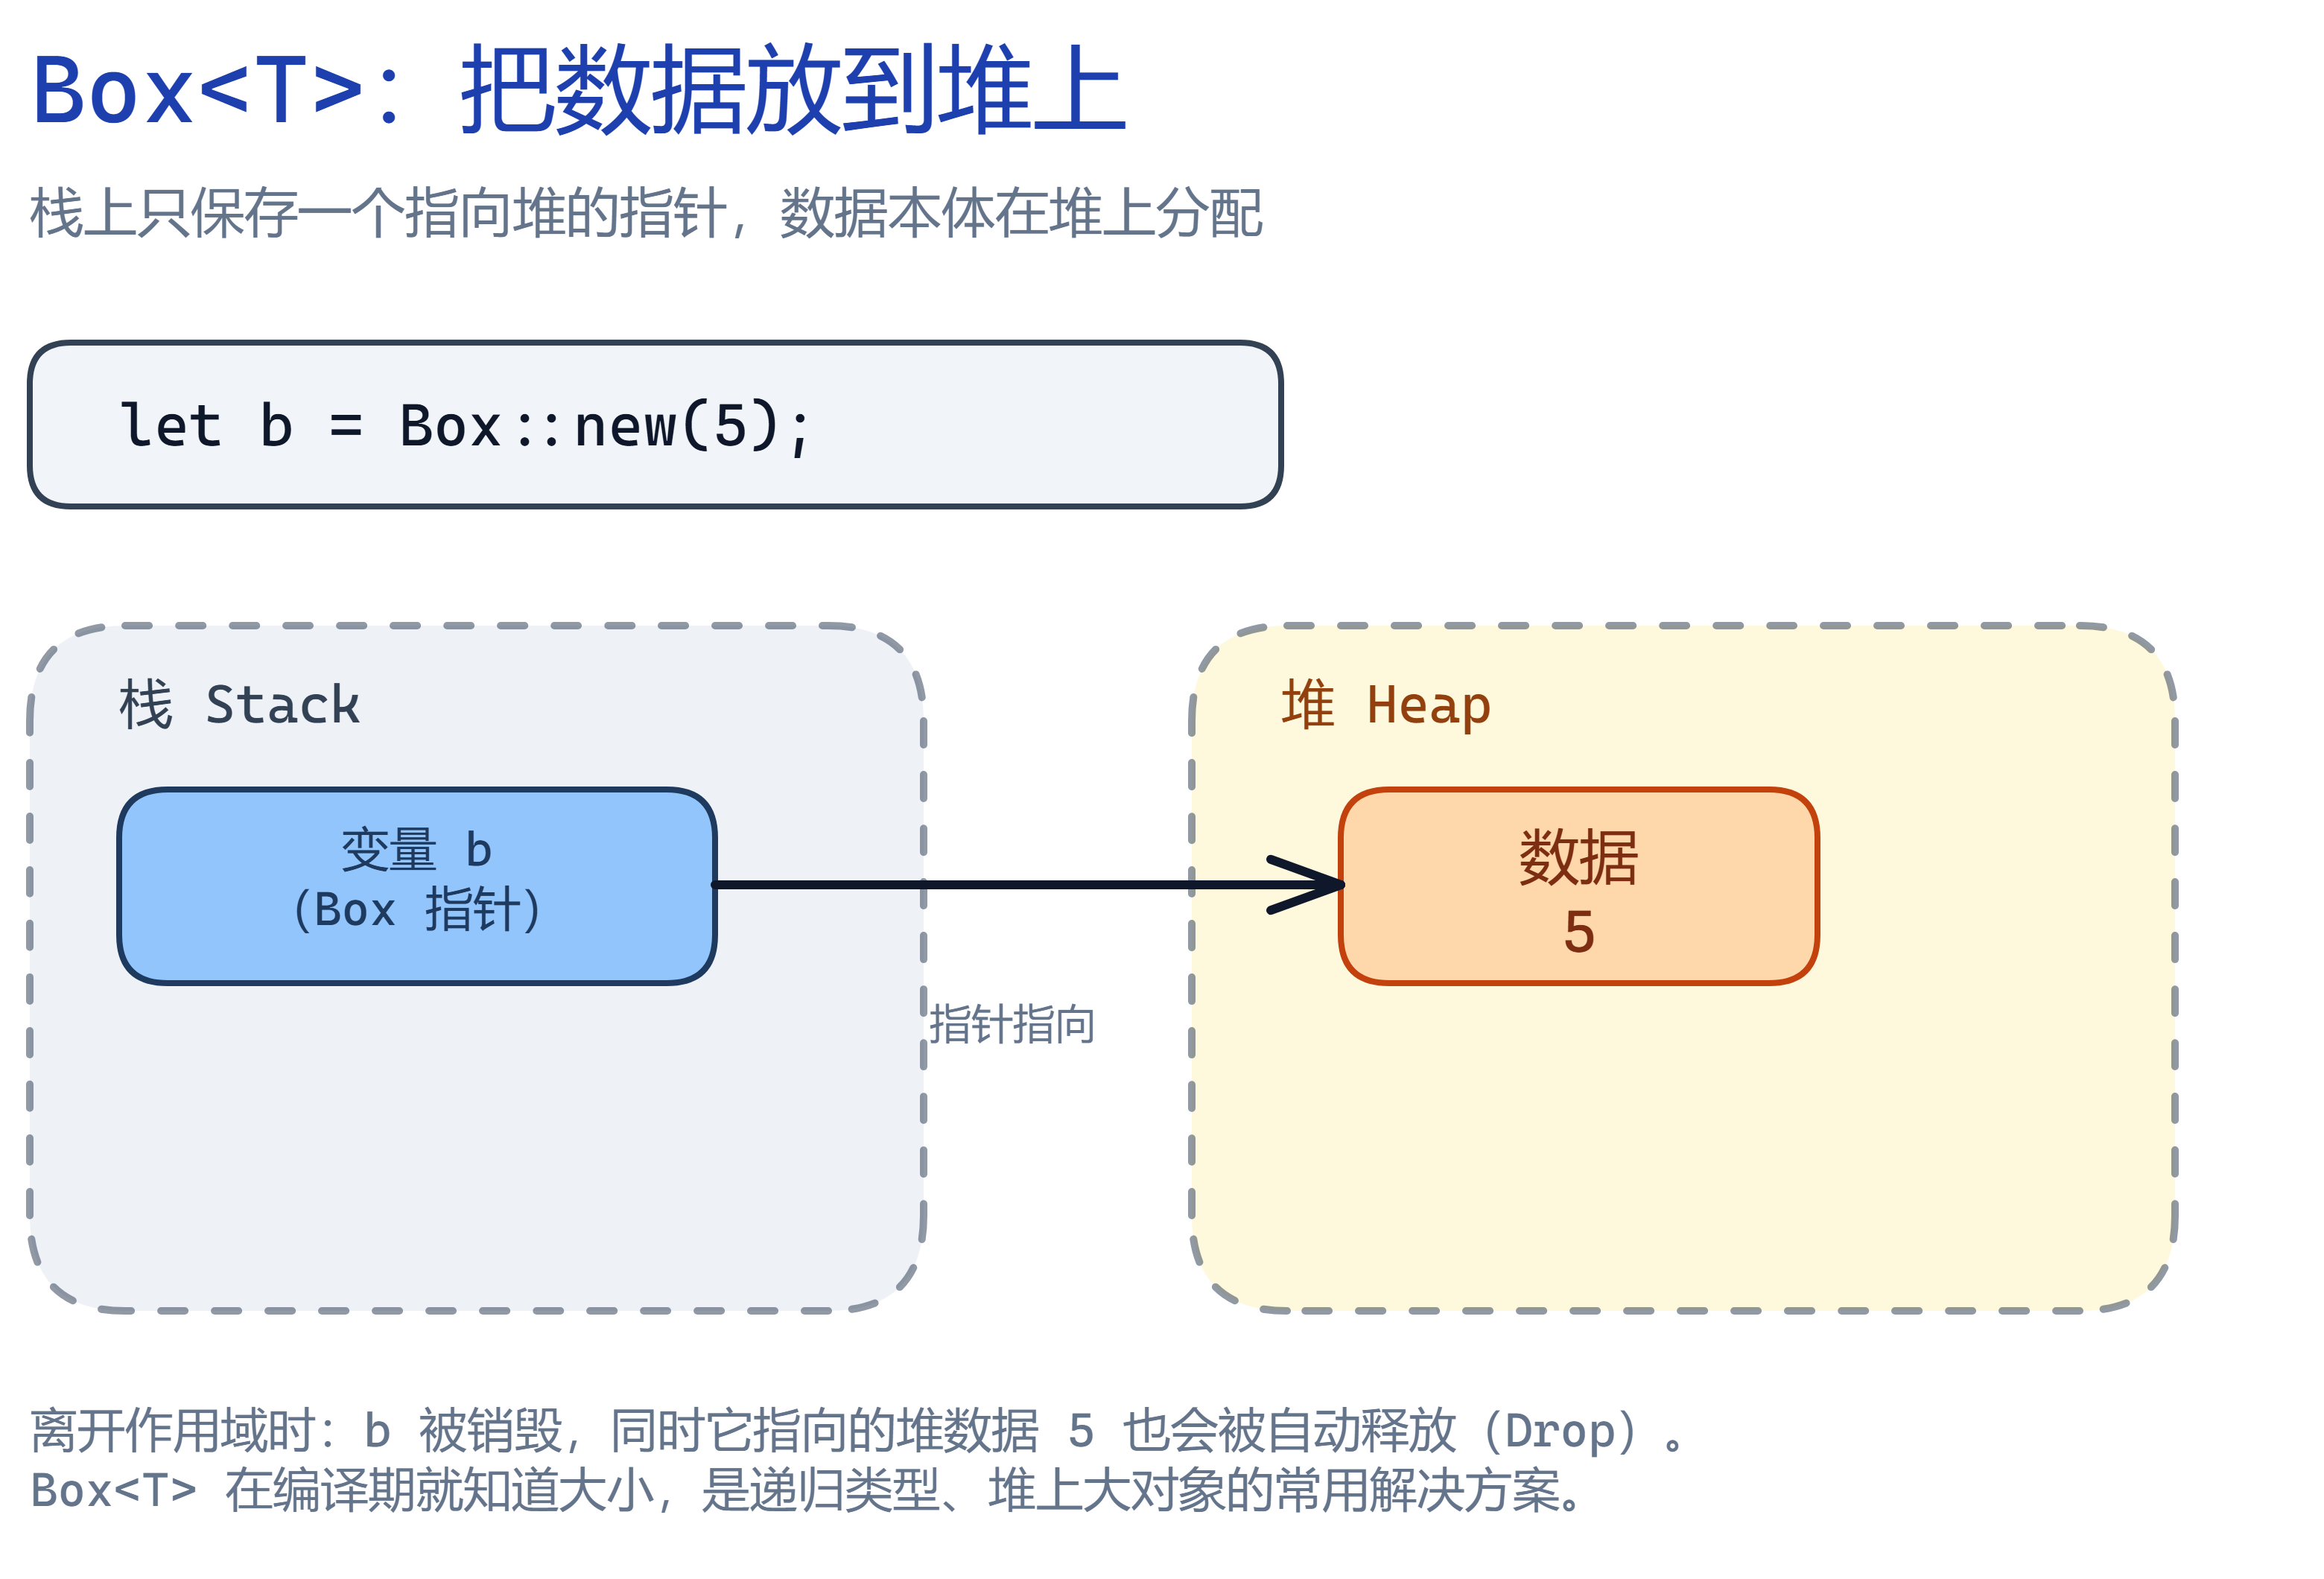 Box<T>：把数据放到堆上
栈上只保存一个指向堆的指针，数据本体在堆上分配
let b = Box::new(5);
栈 Stack
堆 Heap
变量 b
（Box 指针）
数据
5
指针指向
离开作用域时：b 被销毁，同时它指向的堆数据 5 也会被自动释放（Drop）。
Box<T> 在编译期就知道大小，是递归类型、堆上大对象的常用解决方案。